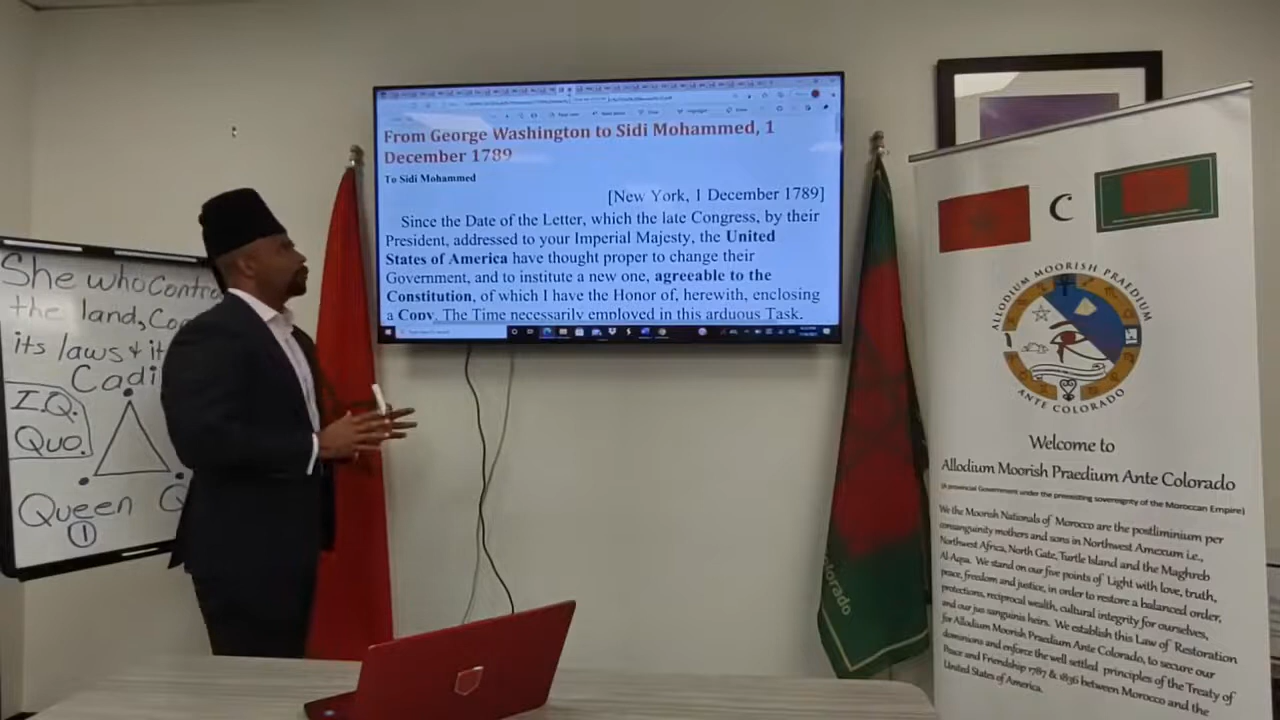 She who Contro
the land, Co
its laws & it
Cadi
I.Q.
Quo.
Queen Q
1
From George Washington to Sidi Mohammed, 1
December 1789
To Sidi Mohammed
[New York, 1 December 1789]
Since the Date of the Letter, which the late Congress, by their
President, addressed to your Imperial Majesty, the United
States of America have thought proper to change their
Government, and to institute a new one, agreeable to the
Constitution, of which I have the Honor of, herewith, enclosing
a Copy. The Time necessarily employed in this arduous Task.
olorado
ALLODIUM MOORISH PRAEDIUM
ANTE COLORADO
Welcome to
Allodium Moorish Praedium Ante Colorado
(A provincial Government under the preexisting sovereignty of the Moroccan Empire)
We the Moorish Nationals of Morocco are the postliminium per
consanguinity mothers and sons in Northwest Amexum i.e.,
Northwest Africa, North Gate, Turtle Island and the Maghreb
Al-Aqsa. We stand on our five points of Light with love, truth,
peace, freedom and justice, in order to restore a balanced order,
protections, reciprocal wealth, cultural integrity for ourselves,
and our jus sanguinis heirs. We establish this Law of Restoration
for Allodium Moorish Praedium Ante Colorado, to secure our
dominions and enforce the well settled principles of the Treaty of
Peace and Friendship 1787 & 1836 between Morocco and the
United States of America.